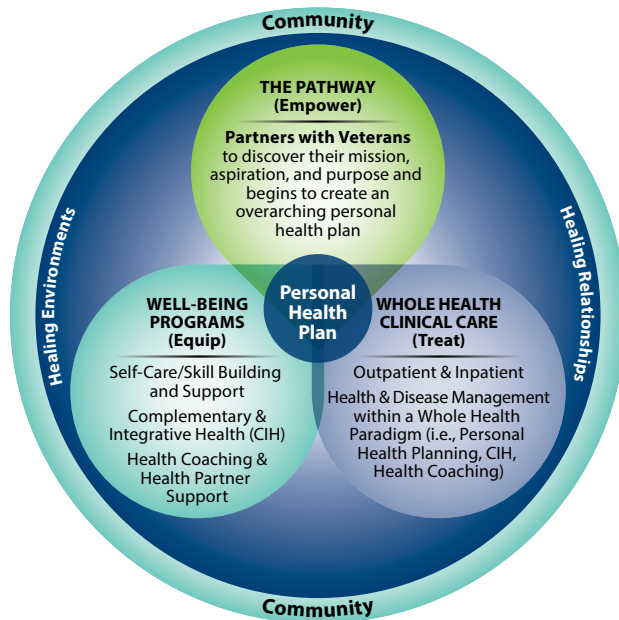 Community
THE PATHWAY
(Empower)
Partners with Veterans
to discover their mission,
aspiration, and purpose and
begins to create an
overarching personal
health plan
Healing Environments
Healing Relationships
Personal
Health
Plan
WELL-BEING
PROGRAMS
(Equip)
Self-Care/Skill Building
and Support
Complementary &
Integrative Health (CIH)
Health Coaching &
Health Partner
Support
WHOLE HEALTH
CLINICAL CARE
(Treat)
Outpatient & Inpatient
Health & Disease Management
within a Whole Health
Paradigm (i.e., Personal
Health Planning, CIH,
Health Coaching)
Community